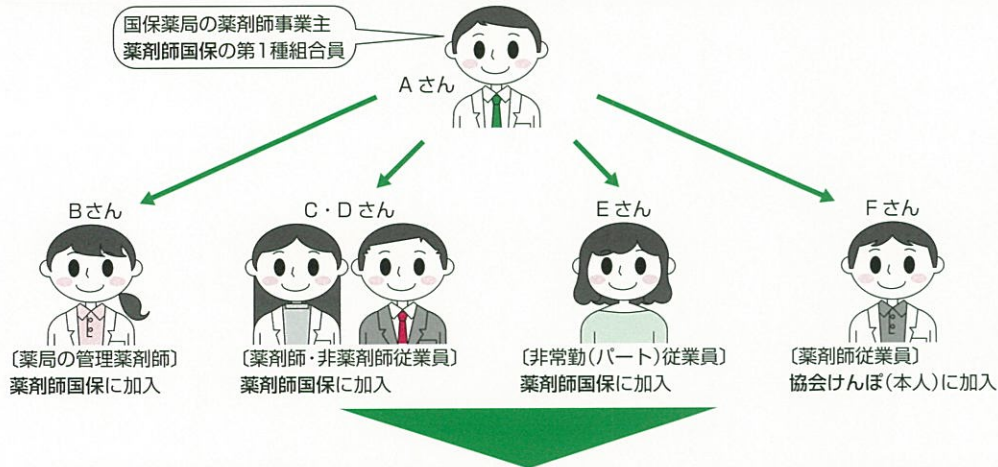 国保薬局の薬剤師事業主
薬剤師国保の第1種組合員
Aさん
Bさん
C・Dさん
Eさん
Fさん
〔薬局の管理薬剤師〕
薬剤師国保に加入
〔薬剤師・非薬剤師従業員〕
薬剤師国保に加入
〔非常勤(パート)従業員〕
薬剤師国保に加入
〔薬剤師従業員〕
協会けんぽ(本人)に加入